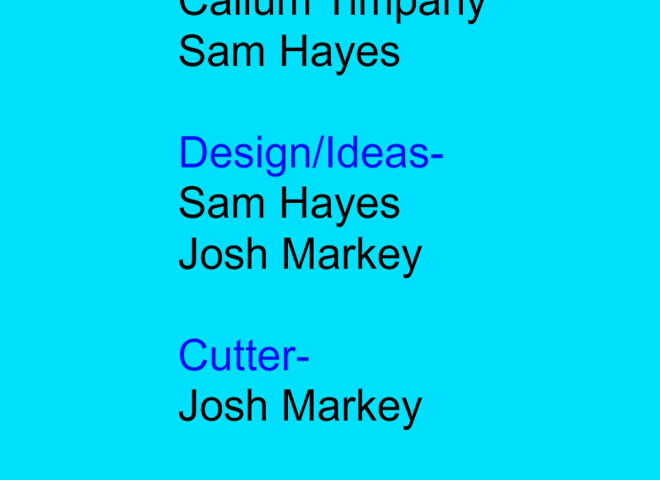 Callum Timpany
Sam Hayes
Design/Ideas-
Sam Hayes
Josh Markey
Cutter-
Josh Markey